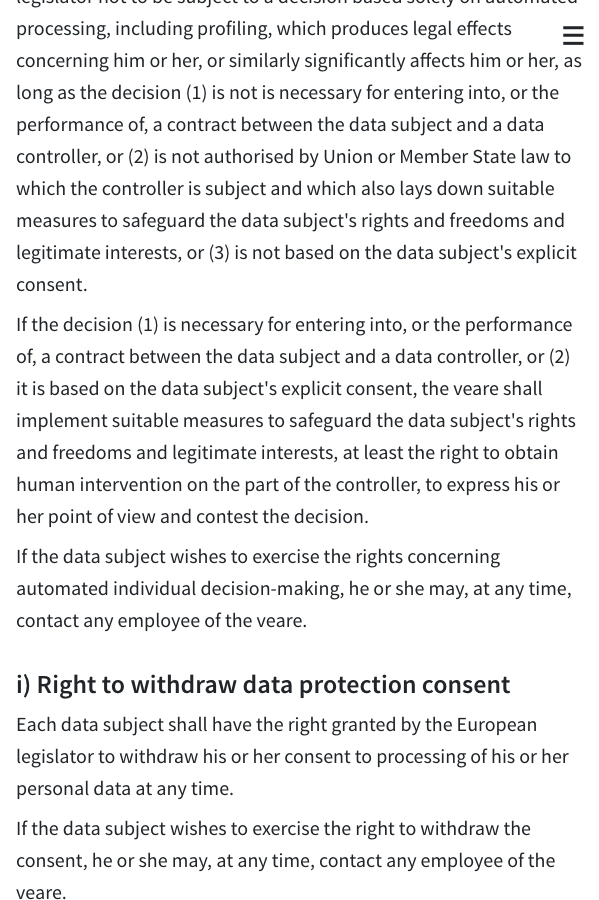 legislator not to be subject to a decision based solely on automated
processing, including profiling, which produces legal effects
concerning him or her, or similarly significantly affects him or her, as
long as the decision (1) is not is necessary for entering into, or the
performance of, a contract between the data subject and a data
controller, or (2) is not authorised by Union or Member State law to
which the controller is subject and which also lays down suitable
measures to safeguard the data subject's rights and freedoms and
legitimate interests, or (3) is not based on the data subject's explicit
consent.
If the decision (1) is necessary for entering into, or the performance
of, a contract between the data subject and a data controller, or (2)
it is based on the data subject's explicit consent, the veare shall
implement suitable measures to safeguard the data subject's rights
and freedoms and legitimate interests, at least the right to obtain
human intervention on the part of the controller, to express his or
her point of view and contest the decision.
If the data subject wishes to exercise the rights concerning
automated individual decision-making, he or she may, at any time,
contact any employee of the veare.
i) Right to withdraw data protection consent
Each data subject shall have the right granted by the European
legislator to withdraw his or her consent to processing of his or her
personal data at any time.
If the data subject wishes to exercise the right to withdraw the
consent, he or she may, at any time, contact any employee of the
veare.